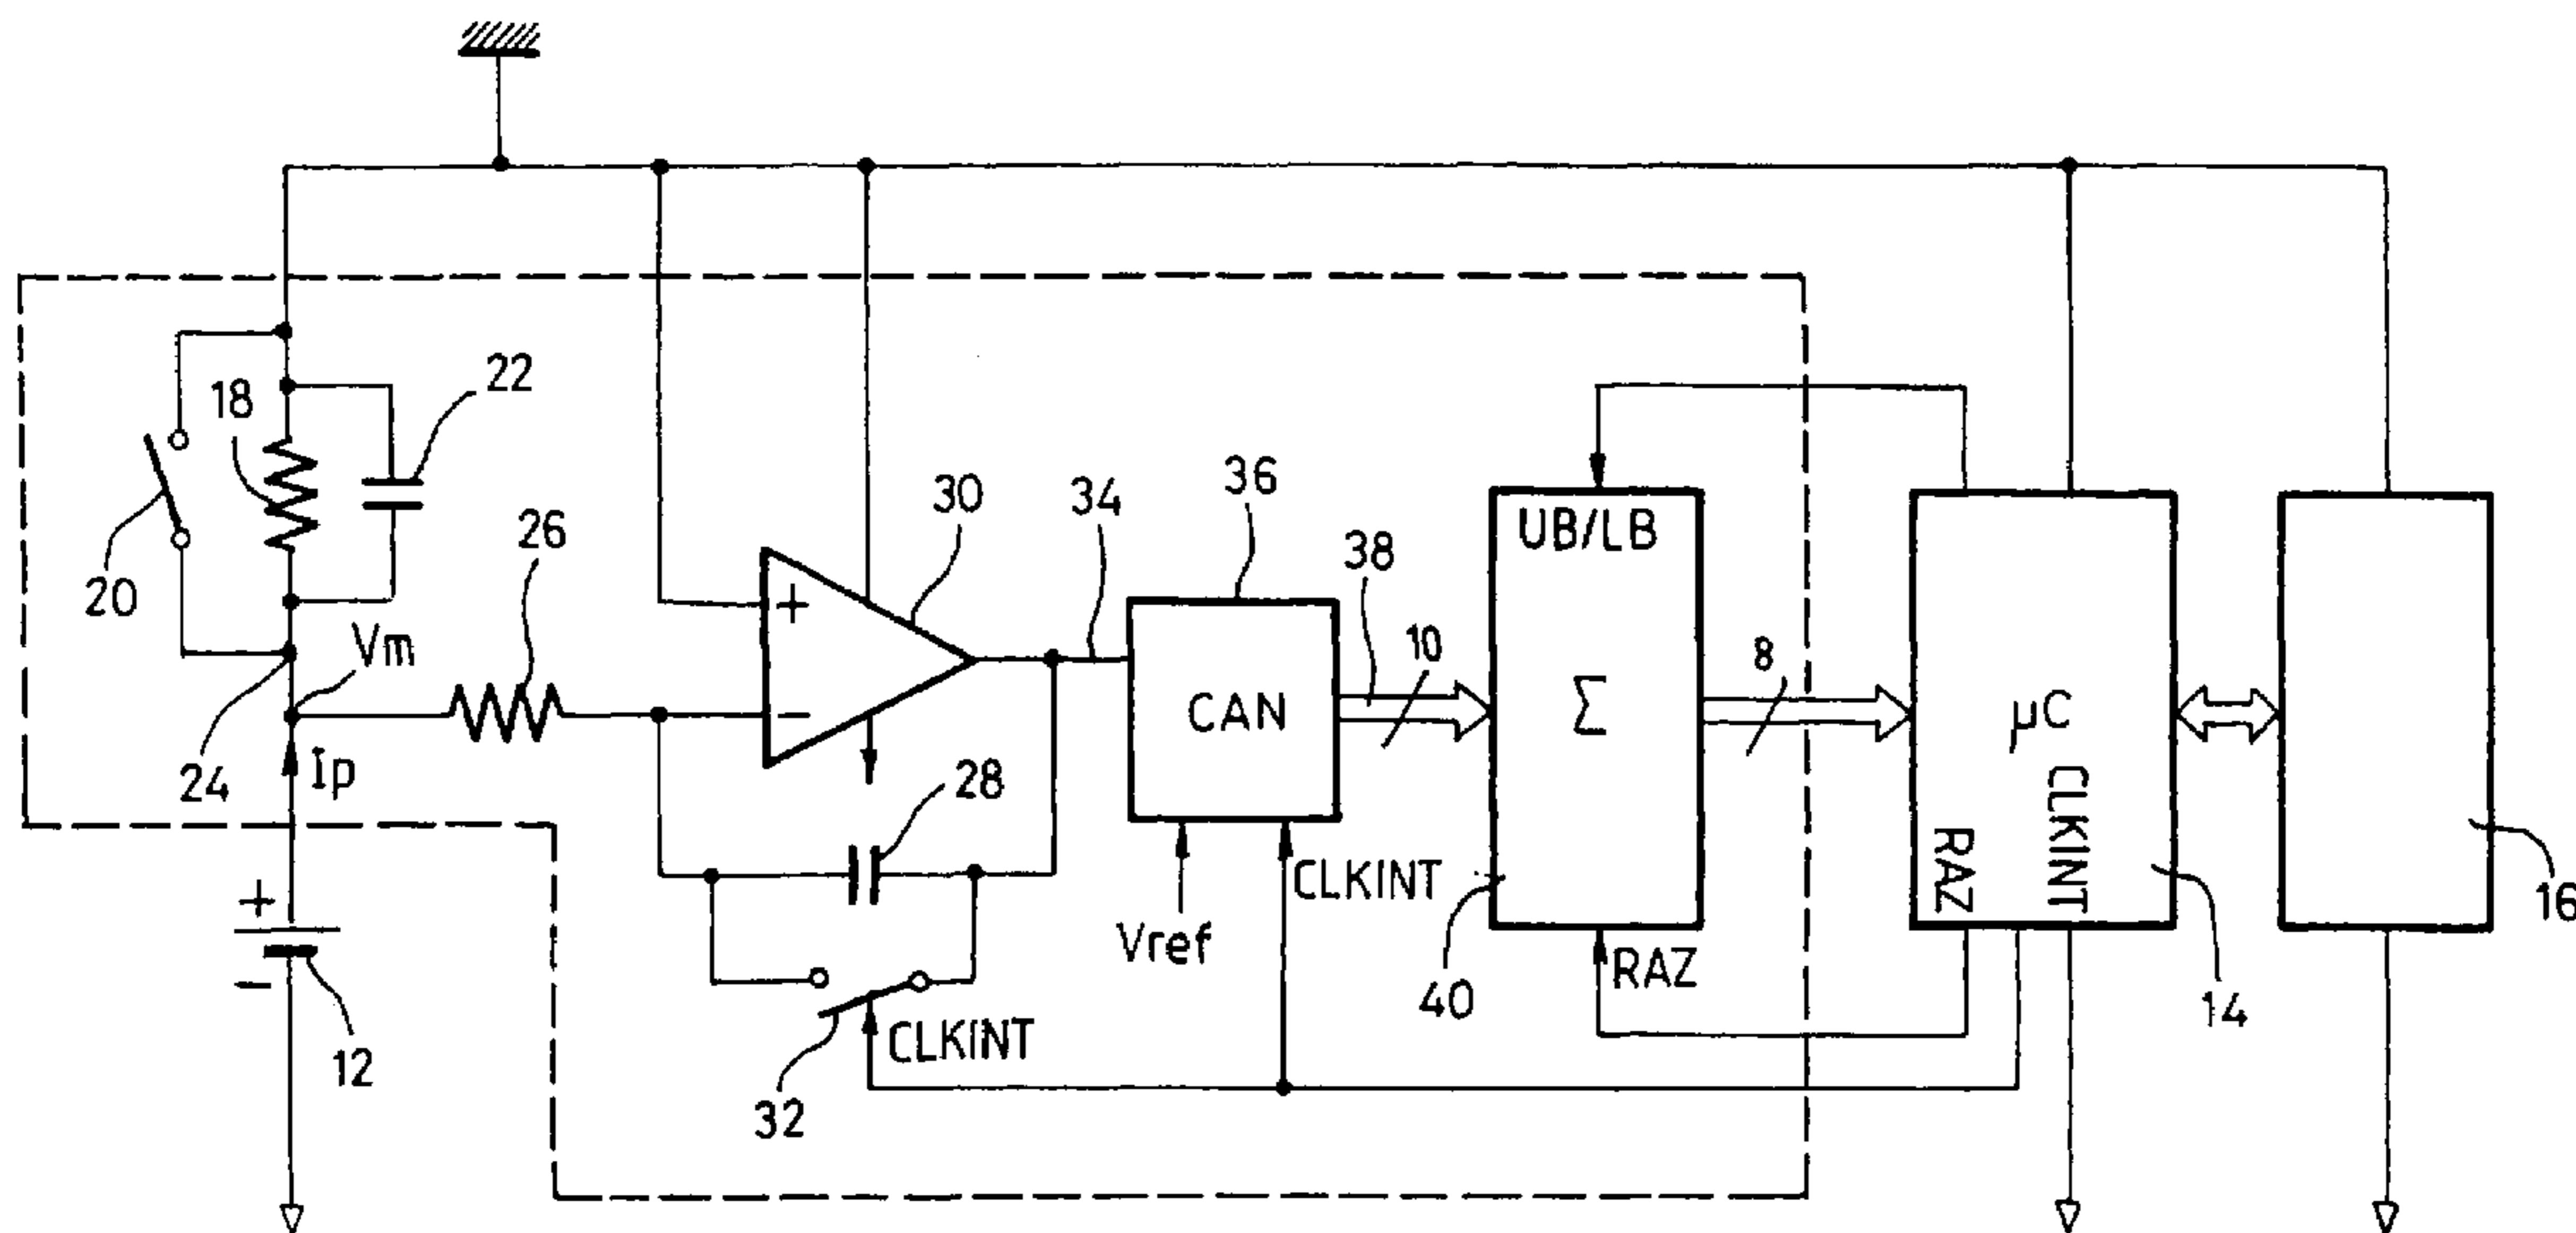 22
18
20
26
30
34
36
38
10
UB/LB
8
Vm
+
−
CAN
Σ
μC
24
Ip
28
CLKINT
RAZ
CLKINT
Vref
16
+
−
12
32
CLKINT
40
RAZ
14